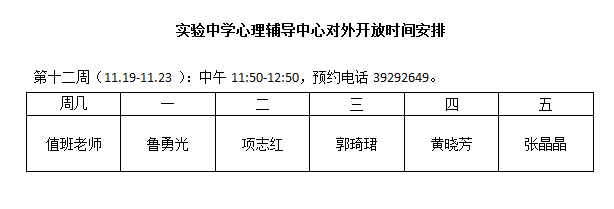 实验中学心理辅导中心对外开放时间安排
第十二周（11.19-11.23 ）：中午 11:50-12:50，预约电话 39292649。
周几 一 二 三 四 五
值班老师 鲁勇光 项志红 郭琦珺 黄晓芳 张晶晶